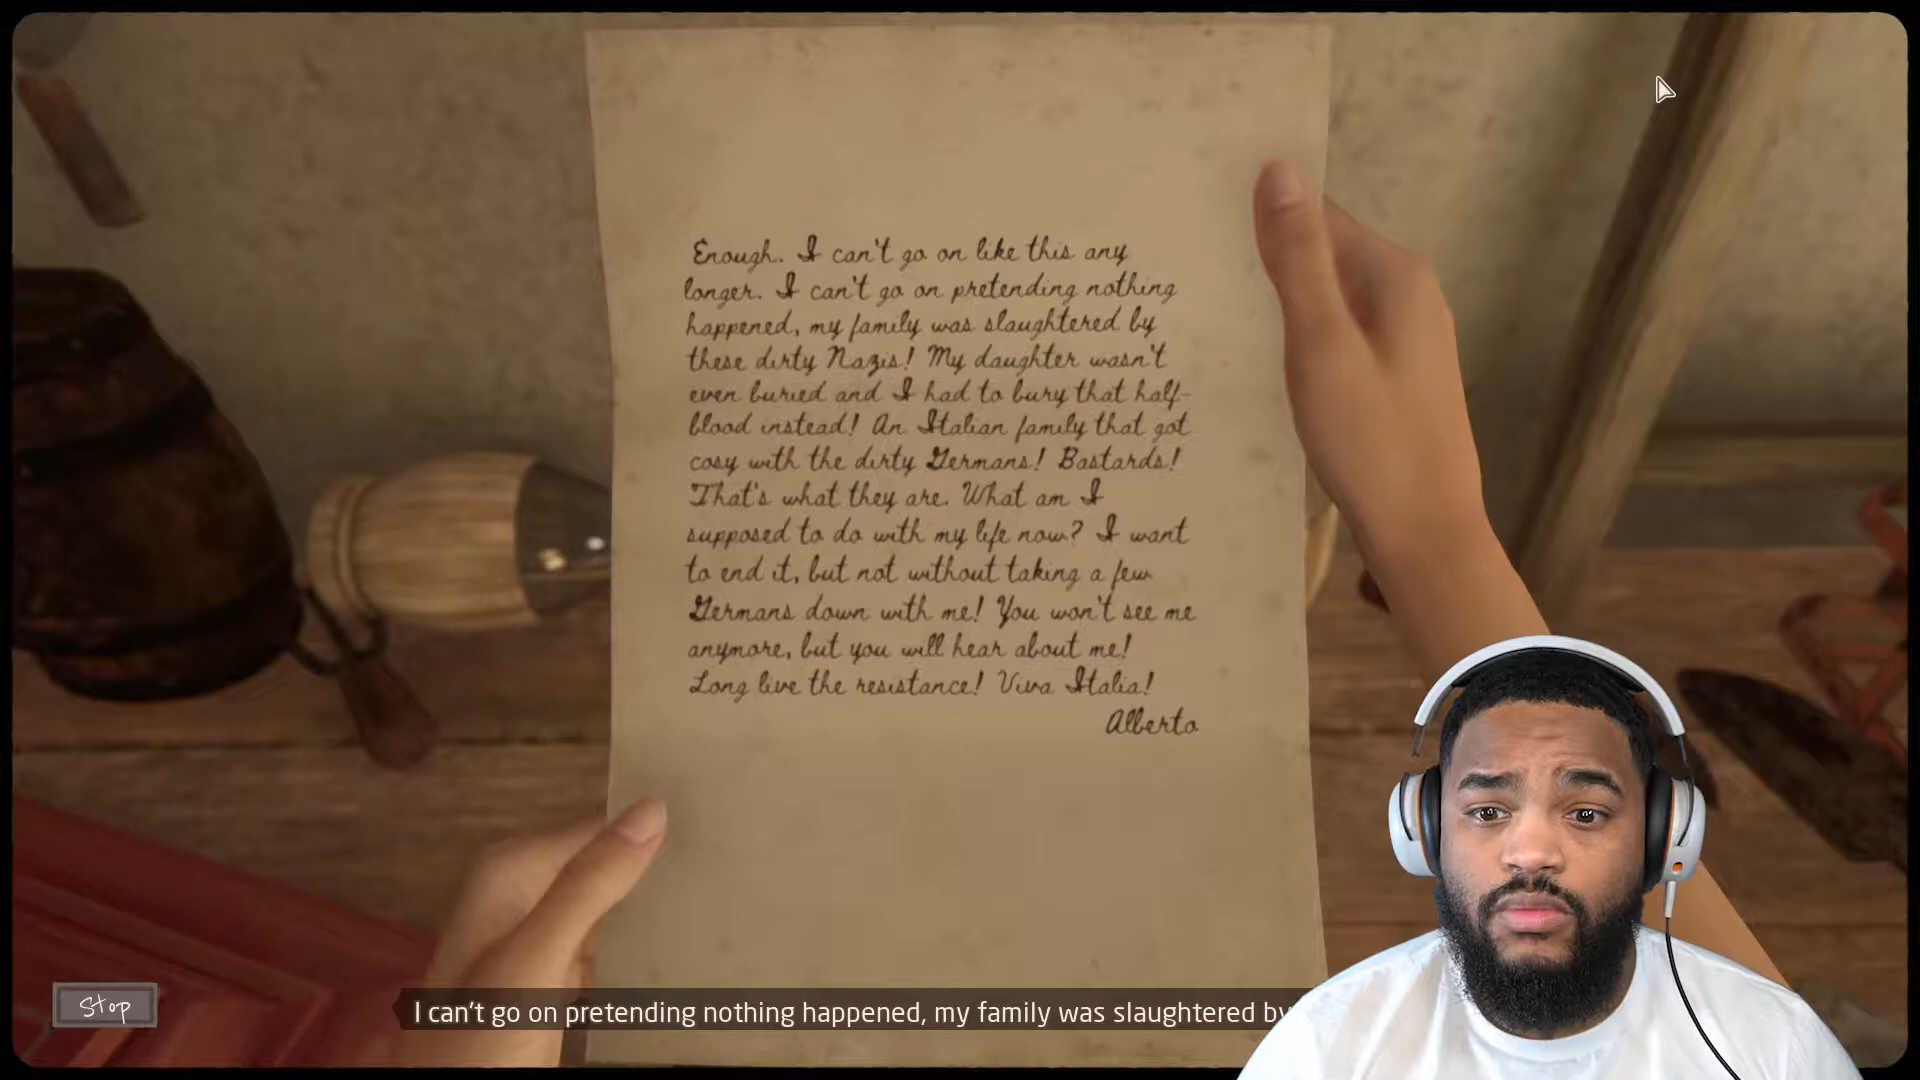 Enough. I can't go on like this any
longer. I can't go on pretending nothing
happened, my family was slaughtered by
these dirty Nazis! My daughter wasn't
even buried and I had to bury that half-
blood instead! An Italian family that got
cosy with the dirty Germans! Bastards!
That's what they are. What am I
supposed to do with my life now? I want
to end it, but not without taking a few
Germans down with me! You won't see me
anymore, but you will hear about me!
Long live the resistance! Viva Italia!
Alberto
Stop
I can't go on pretending nothing happened, my family was slaughtered by